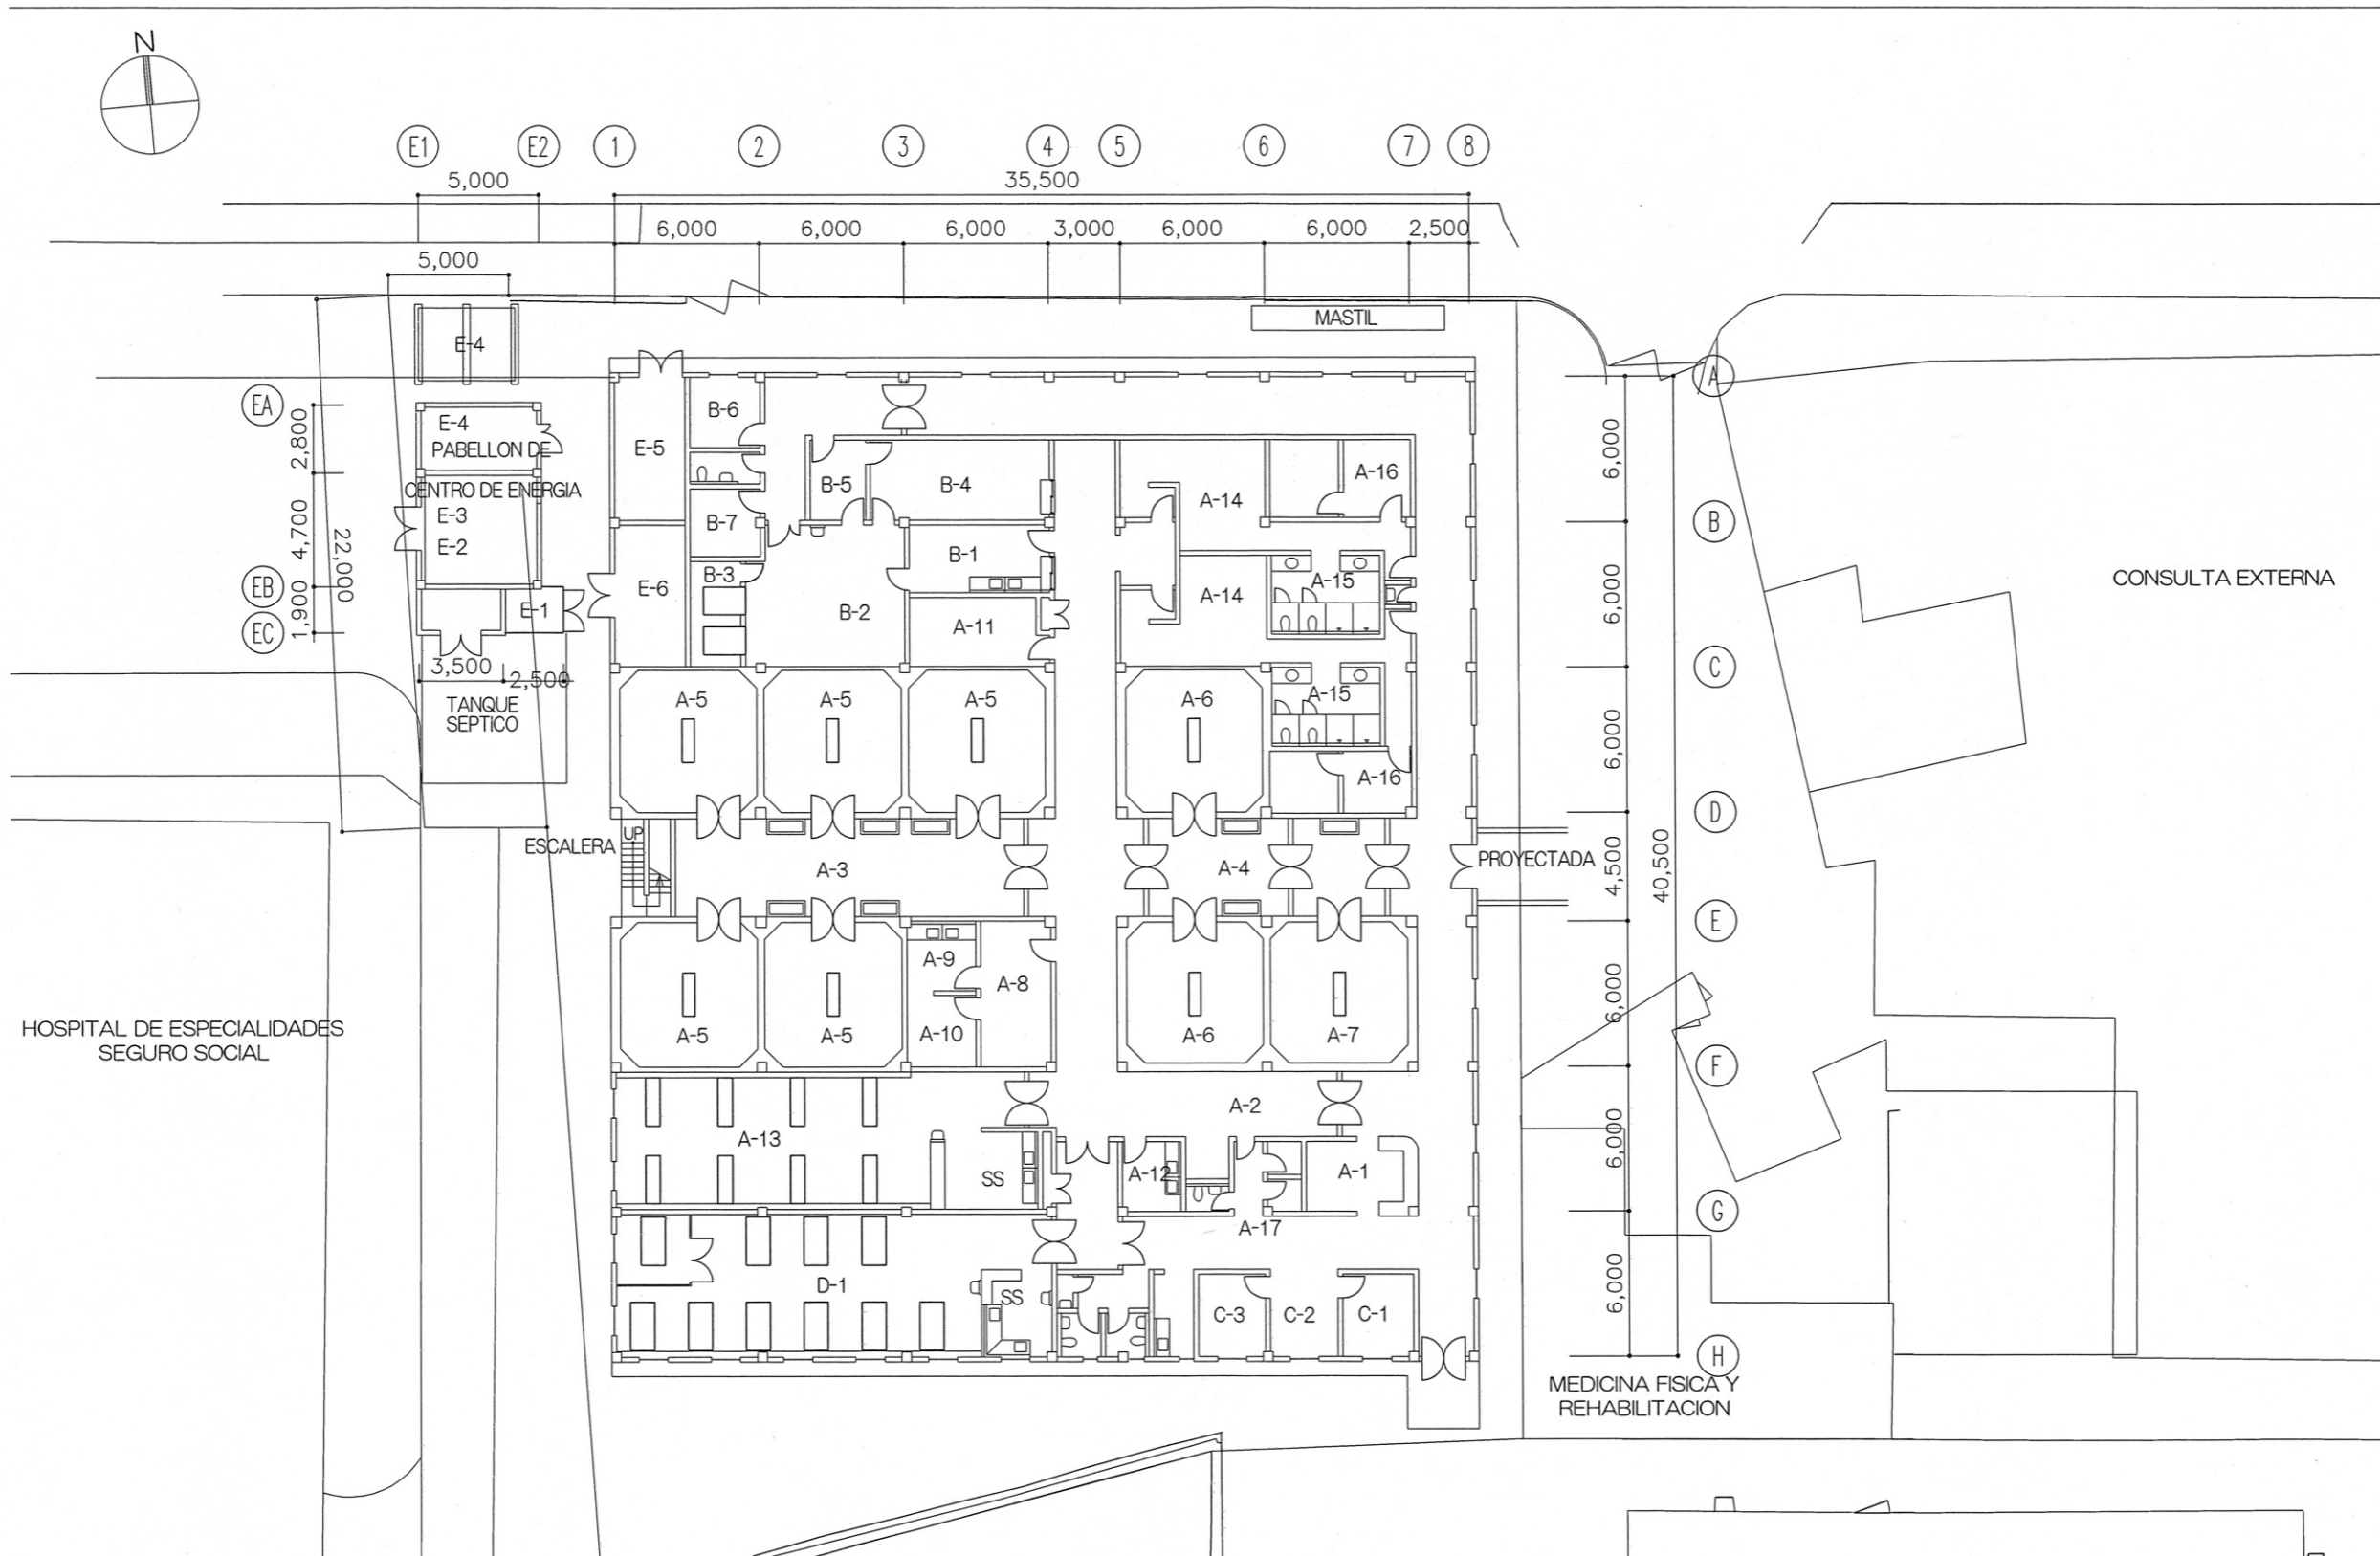 N
E1 E2 1 2 3 4 5 6 7 8
5,000 35,500
6,000 6,000 6,000 3,000 6,000 6,000 2,500
5,000
MASTIL
E-4
A
EA
2,800
E-4
PABELLON DE
CENTRO DE ENERGIA
4,700
E-3
E-2
22,000
EB
1,900
EC
E-1
3,500 2,500
TANQUE
SEPTICO
E-5
B-6
B-5
B-4
A-14
A-16
6,000
B-7
B
E-6
B-3
B-1
B-2
A-11
A-14
A-15
6,000
CONSULTA EXTERNA
C
A-5 A-5 A-5 A-6 A-15
A-16
6,000
D
ESCALERA
UP
A-3
A-4
PROYECTADA
4,500
40,500
E
A-9
A-8
A-10
A-5 A-5 A-6 A-7
6,000
HOSPITAL DE ESPECIALIDADES
SEGURO SOCIAL
F
A-2
A-13
SS
A-12
A-1
6,000
G
A-17
D-1
SS
C-3 C-2 C-1
6,000
H
MEDICINA FISICA Y
REHABILITACION